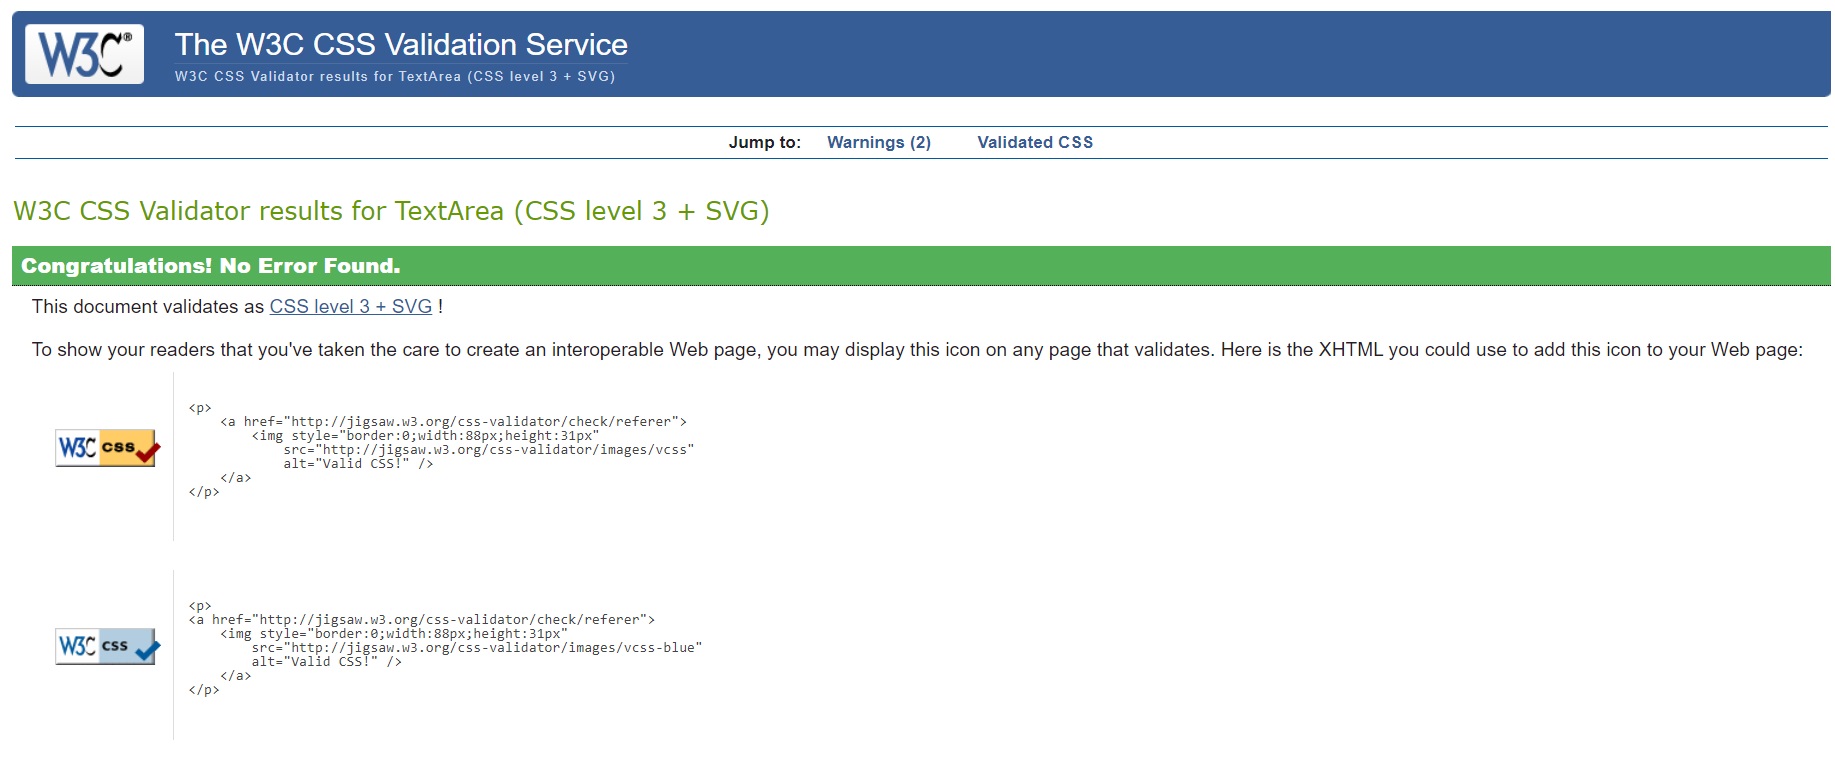 W3C®
The W3C CSS Validation Service
W3C CSS Validator results for TextArea (CSS level 3 + SVG)
Jump to: Warnings (2) Validated CSS
W3C CSS Validator results for TextArea (CSS level 3 + SVG)
Congratulations! No Error Found.
This document validates as CSS level 3 + SVG !
To show your readers that you've taken the care to create an interoperable Web page, you may display this icon on any page that validates. Here is the XHTML you could use to add this icon to your Web page:
W3C css
<p>
    <a href="http://jigsaw.w3.org/css-validator/check/referer">
        <img style="border:0;width:88px;height:31px"
            src="http://jigsaw.w3.org/css-validator/images/vcss"
            alt="Valid CSS!" />
    </a>
</p>
W3C css
<p>
<a href="http://jigsaw.w3.org/css-validator/check/referer">
    <img style="border:0;width:88px;height:31px"
        src="http://jigsaw.w3.org/css-validator/images/vcss-blue"
        alt="Valid CSS!" />
    </a>
</p>